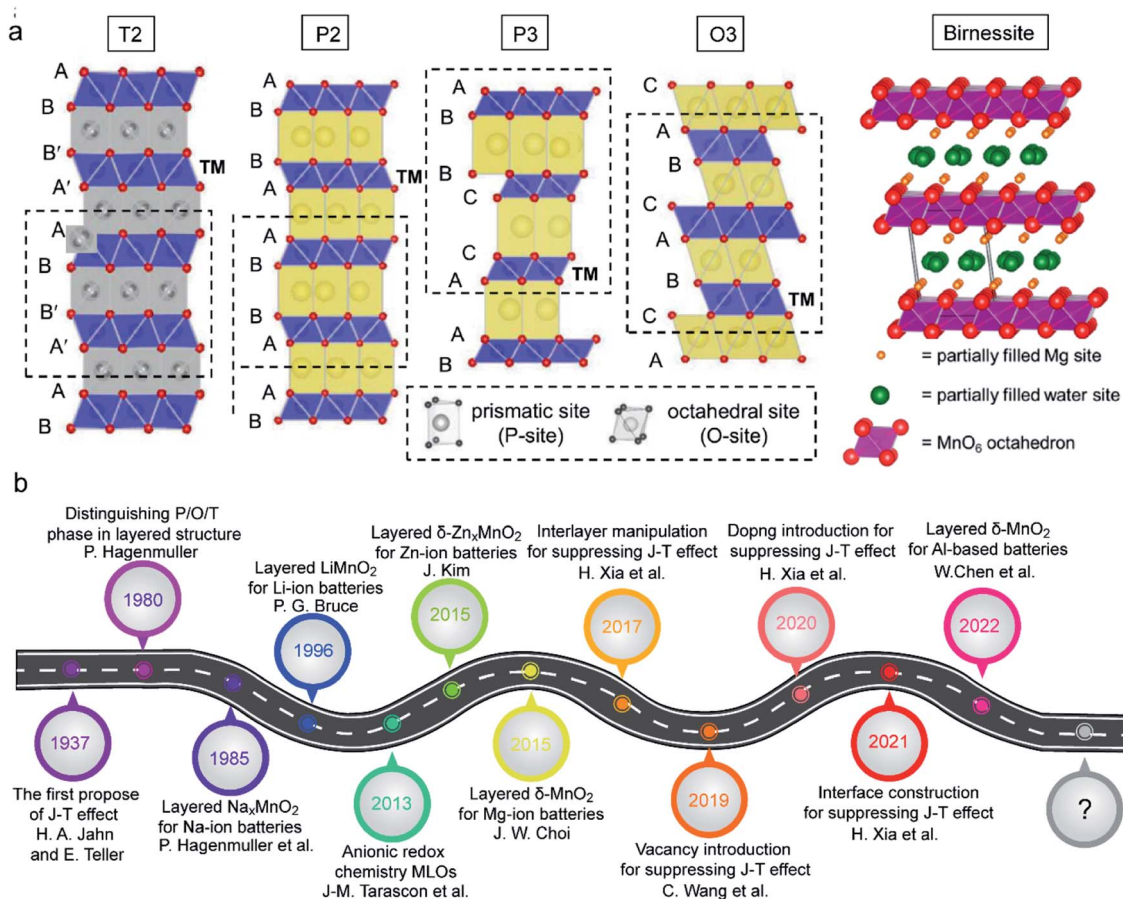 a
T2
P2
P3
O3
Birnessite
A
B
B′
A′
A
B
B′
A′
A
B
TM
A
B
B
A
A
B
B
A
A
B
TM
A
B
B
C
C
A
A
B
TM
C
A
B
C
A
B
C
A
TM
= partially filled Mg site
= partially filled water site
= MnO₆ octahedron
prismatic site
(P-site)
octahedral site
(O-site)
b
Distinguishing P/O/T
phase in layered structure
P. Hagenmuller
1980
Layered LiMnO₂
for Li-ion batteries
P. G. Bruce
1996
Layered δ-ZnₓMnO₂
for Zn-ion batteries
J. Kim
2015
Interlayer manipulation
for suppressing J-T effect
H. Xia et al.
2017
Dopng introduction for
suppressing J-T effect
H. Xia et al.
2020
Layered δ-MnO₂
for Al-based batteries
W.Chen et al.
2022
1937
The first propose
of J-T effect
H. A. Jahn
and E. Teller
1985
Layered NaₓMnO₂
for Na-ion batteries
P. Hagenmuller et al.
2013
Anionic redox
chemistry MLOs
J-M. Tarascon et al.
2015
Layered δ-MnO₂
for Mg-ion batteries
J. W. Choi
2019
Vacancy introduction
for suppressing J-T effect
C. Wang et al.
2021
Interface construction
for suppressing J-T effect
H. Xia et al.
?